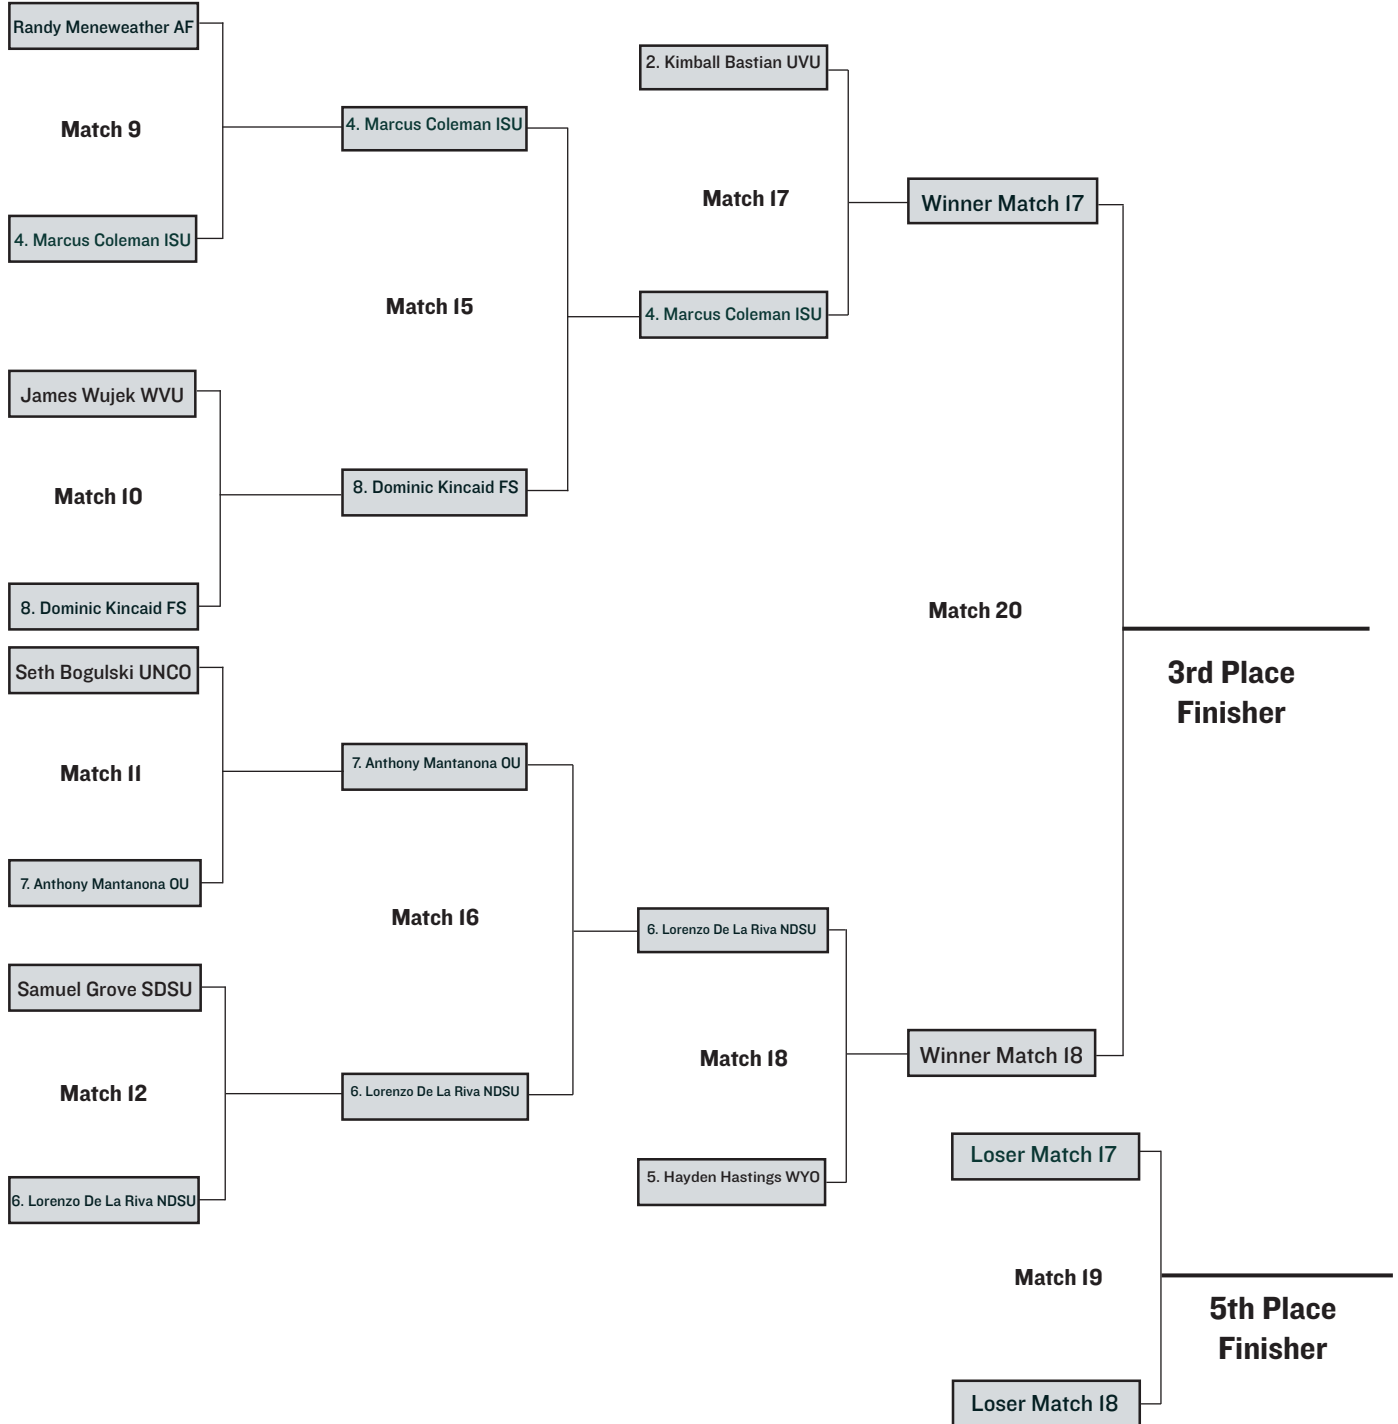 Randy Meneweather AF
Match 9
4. Marcus Coleman ISU
James Wujek WVU
Match 10
8. Dominic Kincaid FS
Seth Bogulski UNCO
Match 11
7. Anthony Mantanona OU
Samuel Grove SDSU
Match 12
6. Lorenzo De La Riva NDSU
4. Marcus Coleman ISU
Match 15
8. Dominic Kincaid FS
7. Anthony Mantanona OU
Match 16
6. Lorenzo De La Riva NDSU
2. Kimball Bastian UVU
Match 17
4. Marcus Coleman ISU
6. Lorenzo De La Riva NDSU
Match 18
5. Hayden Hastings WYO
Winner Match 17
Match 20
Winner Match 18
3rd Place
Finisher
Loser Match 17
Match 19
Loser Match 18
5th Place
Finisher